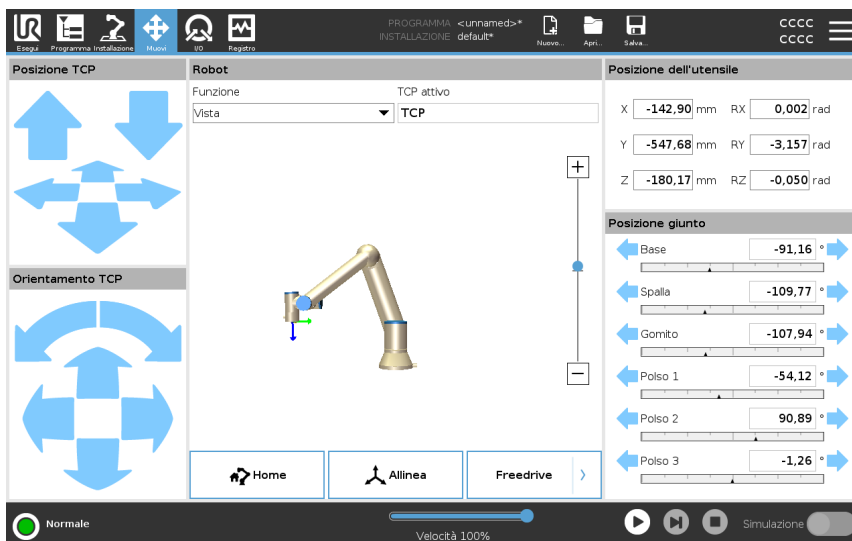 UR
PROGRAMMA <unnamed>*
INSTALLAZIONE default*
CCCC
CCCC
Esegui Programma Installazione Muovi I/O Registro Nuovo... Apri... Salva...
Posizione TCP
Robot
Posizione dell'utensile
Funzione
TCP attivo
Vista
TCP
X -142,90 mm RX 0,002 rad
Y -547,68 mm RY -3,157 rad
Z -180,17 mm RZ -0,050 rad
Posizione giunto
Base -91,16 °
Orientamento TCP
Spalla -109,77 °
Gomito -107,94 °
Polso 1 -54,12 °
Polso 2 90,89 °
Polso 3 -1,26 °
Home
Allinea
Freedrive
Normale
Velocità 100%
Simulazione